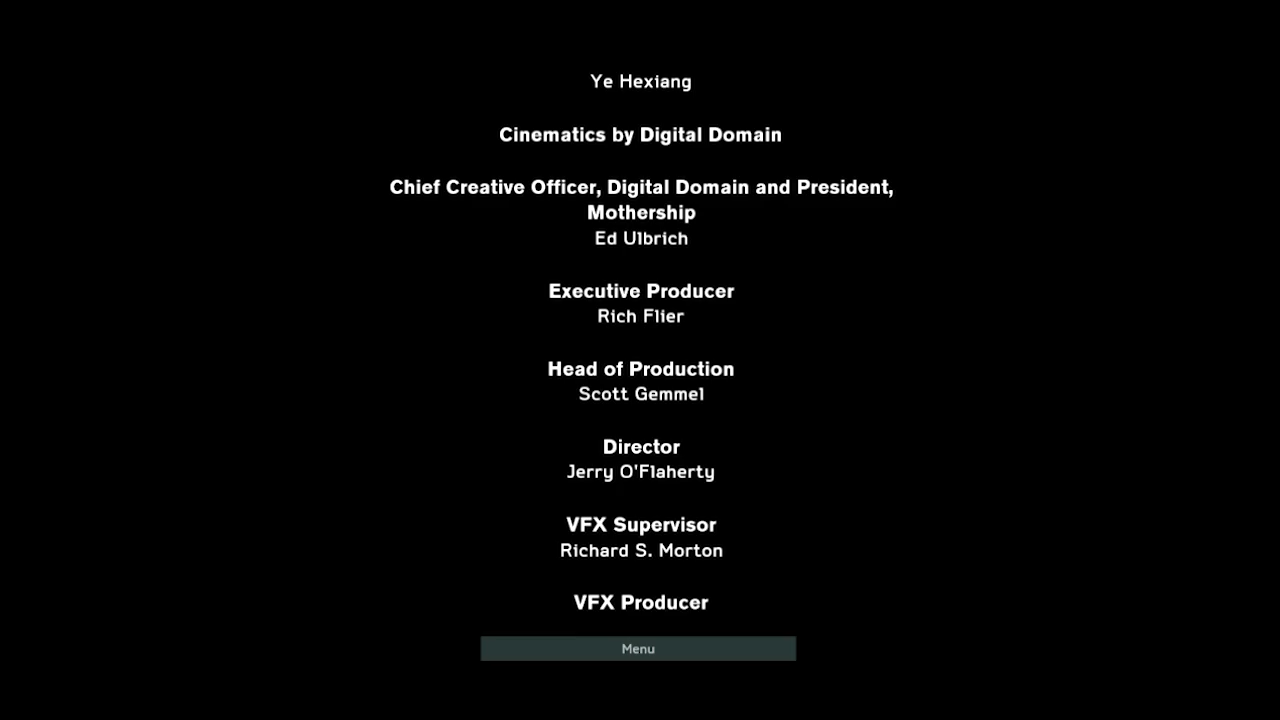 Ye Hexiang
Cinematics by Digital Domain
Chief Creative Officer, Digital Domain and President,
Mothership
Ed Ulbrich
Executive Producer
Rich Flier
Head of Production
Scott Gemmel
Director
Jerry O'Flaherty
VFX Supervisor
Richard S. Morton
VFX Producer
Menu